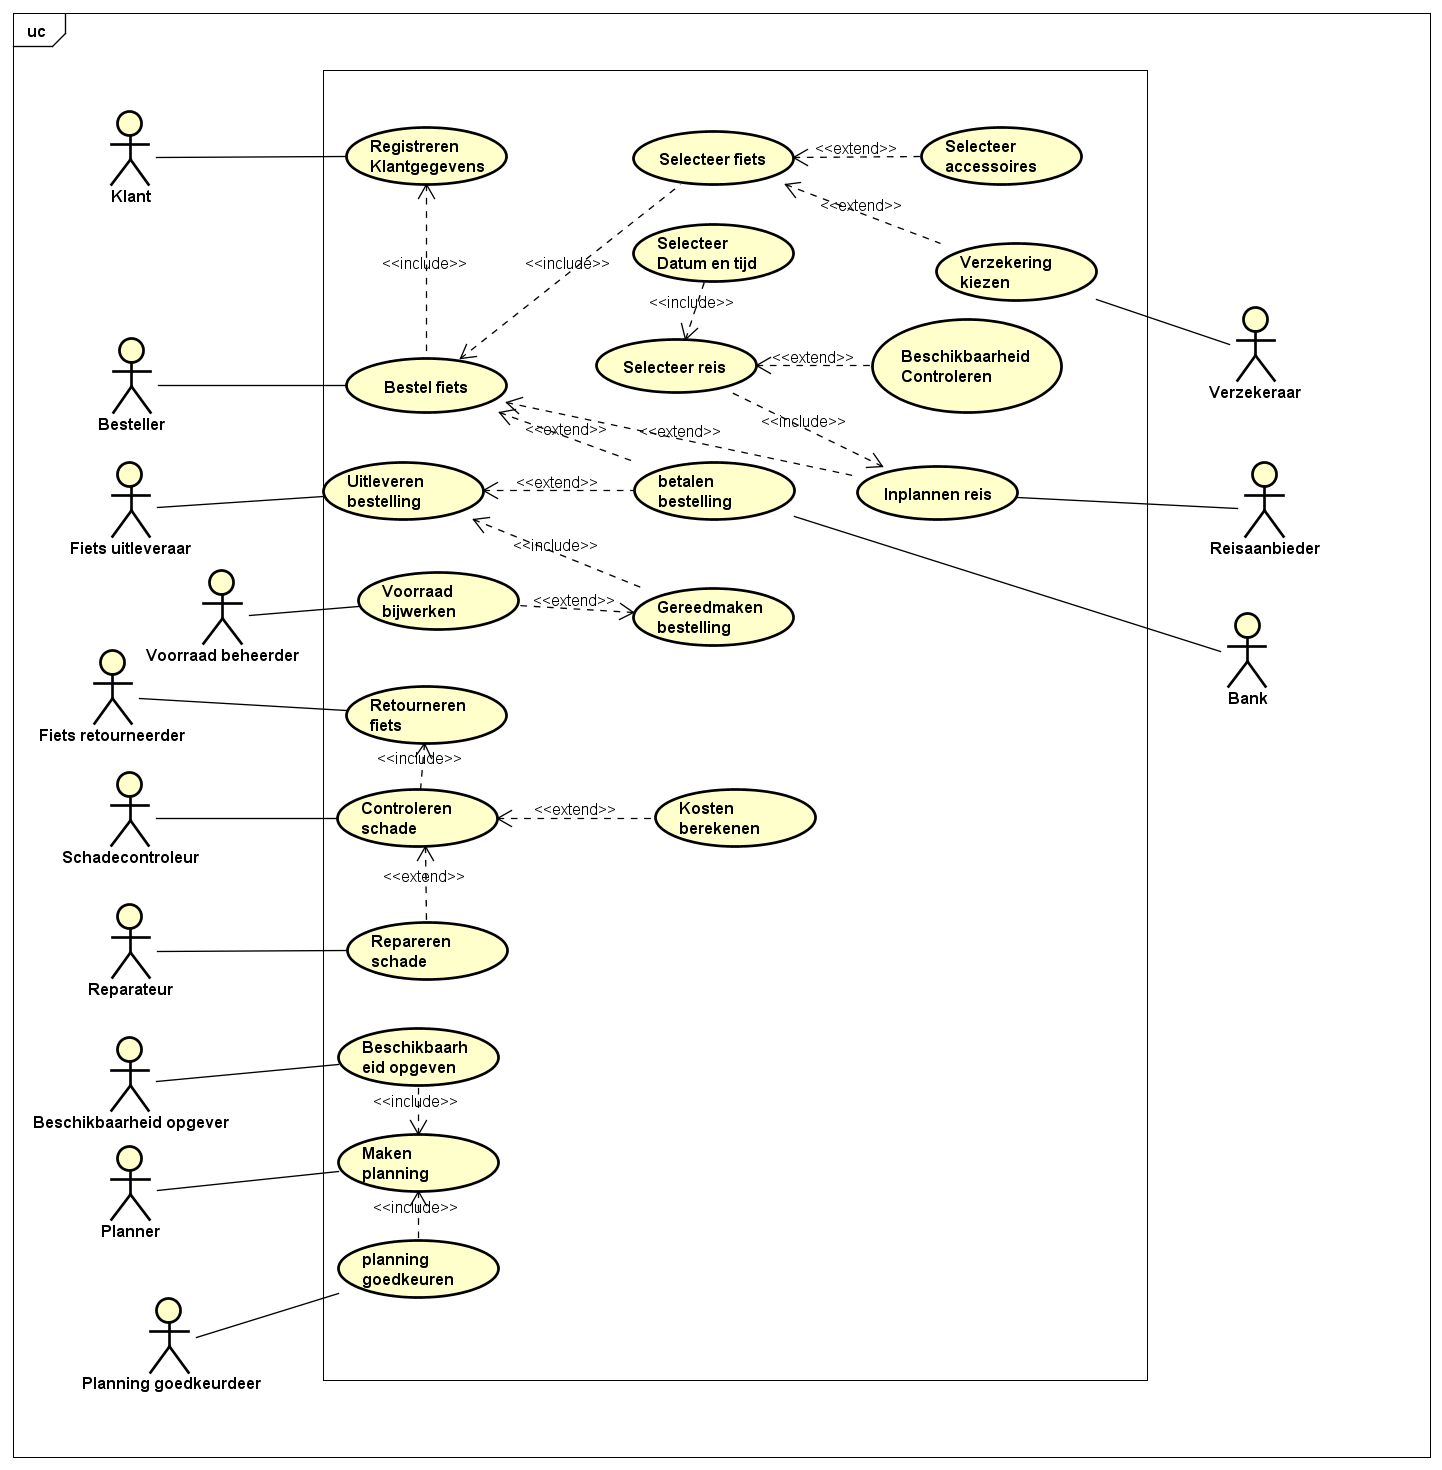 uc
Klant
Registreren
Klantgegevens
Selecteer fiets
<<extend>>
Selecteer
accessoires
<<extend>>
Selecteer
Datum en tijd
Verzekering
kiezen
<<include>>
<<include>>
<<include>>
Verzekeraar
Besteller
Bestel fiets
Selecteer reis
<<extend>>
Beschikbaarheid
Controleren
<<include>>
<<extend>>
<<extend>>
Fiets uitleveraar
Uitleveren
bestelling
<<extend>>
betalen
bestelling
Inplannen reis
Reisaanbieder
<<include>>
Voorraad beheerder
Voorraad
bijwerken
<<extend>>
Gereedmaken
bestelling
Bank
Fiets retourneerder
Retourneren
fiets
<<include>>
Schadecontroleur
Controleren
schade
<<extend>>
Kosten
berekenen
<<extend>>
Reparateur
Repareren
schade
Beschikbaarheid opgever
Beschikbaarh
eid opgeven
<<include>>
Planner
Maken
planning
<<include>>
planning
goedkeuren
Planning goedkeurdeer